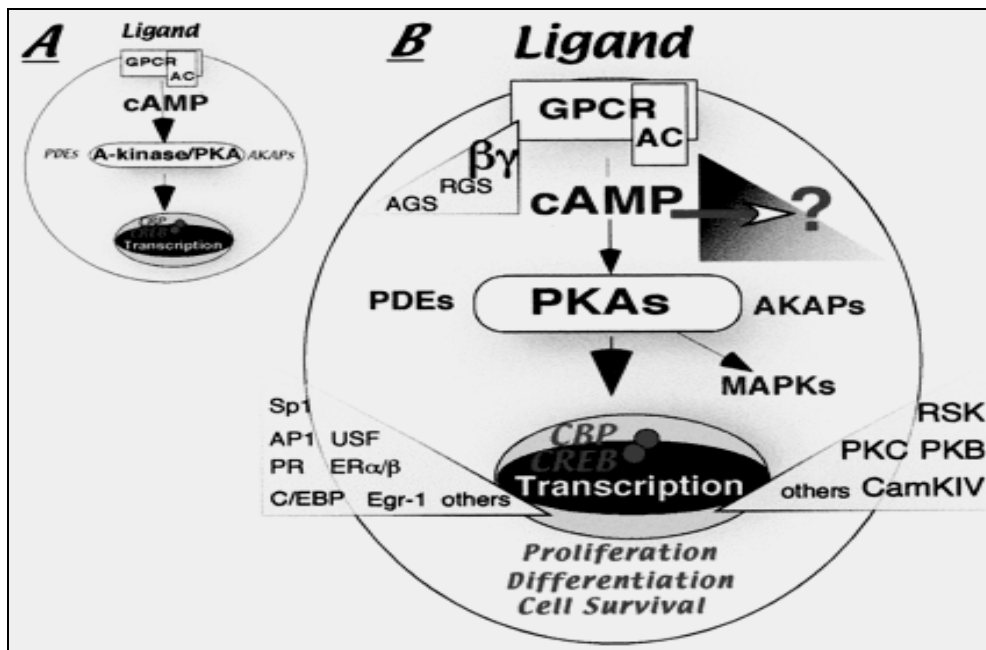 A
Ligand
GPCR
AC
cAMP
PDEs A-kinase/PKA AKAPs
CBP
CREB
Transcription
B
Ligand
GPCR
AC
βγ
RGS
AGS
cAMP ?
PDEs PKAs AKAPs
MAPKs
Sp1
AP1 USF
PR ERα/β
C/EBP Egr-1 others
CBP
CREB
Transcription
RSK
PKC PKB
others CamKIV
Proliferation
Differentiation
Cell Survival